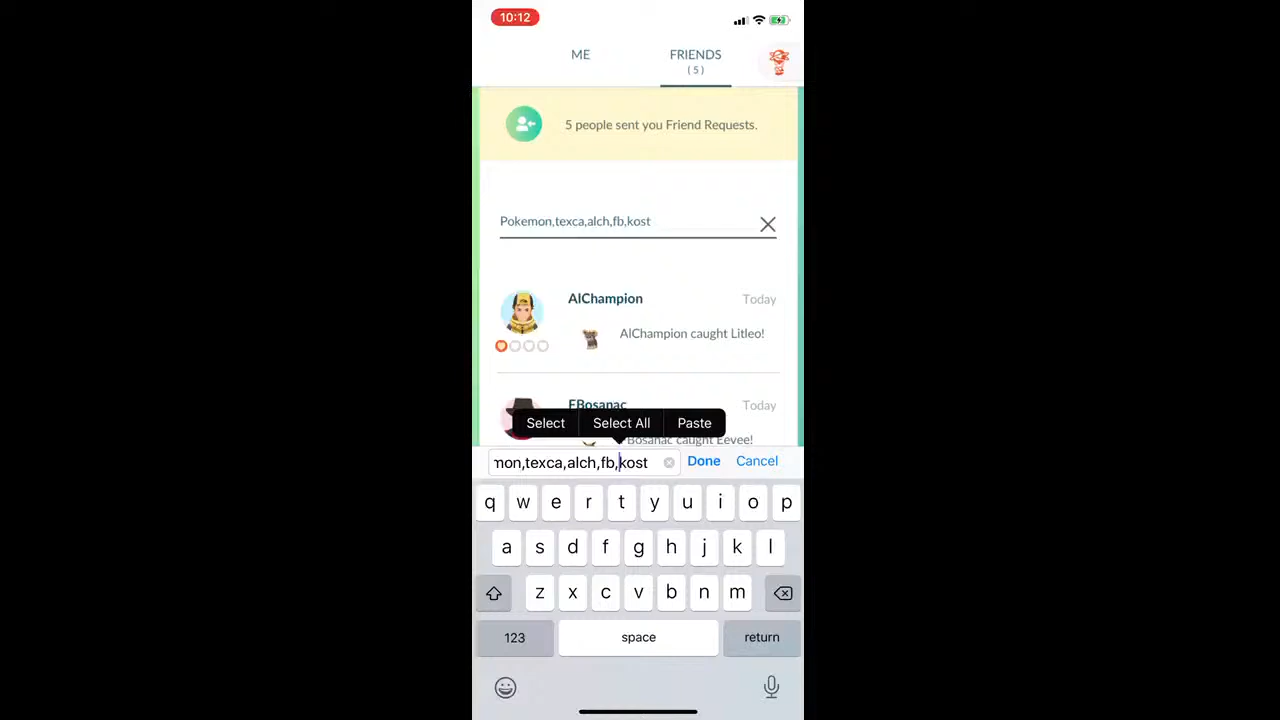 10:12
ME
FRIENDS
( 5 )
5 people sent you Friend Requests.
Pokemon,texca,alch,fb,kost
AlChampion
Today
AlChampion caught Litleo!
FBosanac
Today
Bosanac caught Eevee!
Select
Select All
Paste
mon,texca,alch,fb,kost
Done
Cancel
q w e r t y u i o p
a s d f g h j k l
z x c v b n m
123
space
return